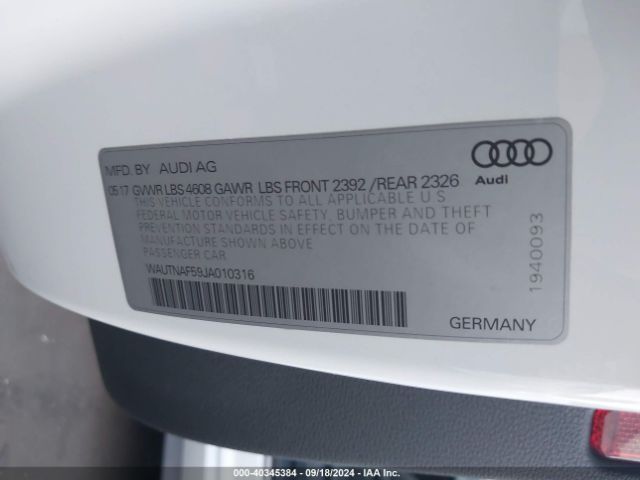 MFD. BY AUDI AG
05 17 GVWR LBS 4608 GAWR LBS FRONT 2392 /REAR 2326
THIS VEHICLE CONFORMS TO ALL APPLICABLE U S
FEDERAL MOTOR VEHICLE SAFETY, BUMPER AND THEFT
PREVENTION STANDARDS IN EFFECT ON THE DATE OF
MANUFACTURE SHOWN ABOVE
PASSENGER CAR
WAUTNAF59JA010316
Audi
1940093
GERMANY
00 - 40345384 - 09/18/2024 - IAA Inc.